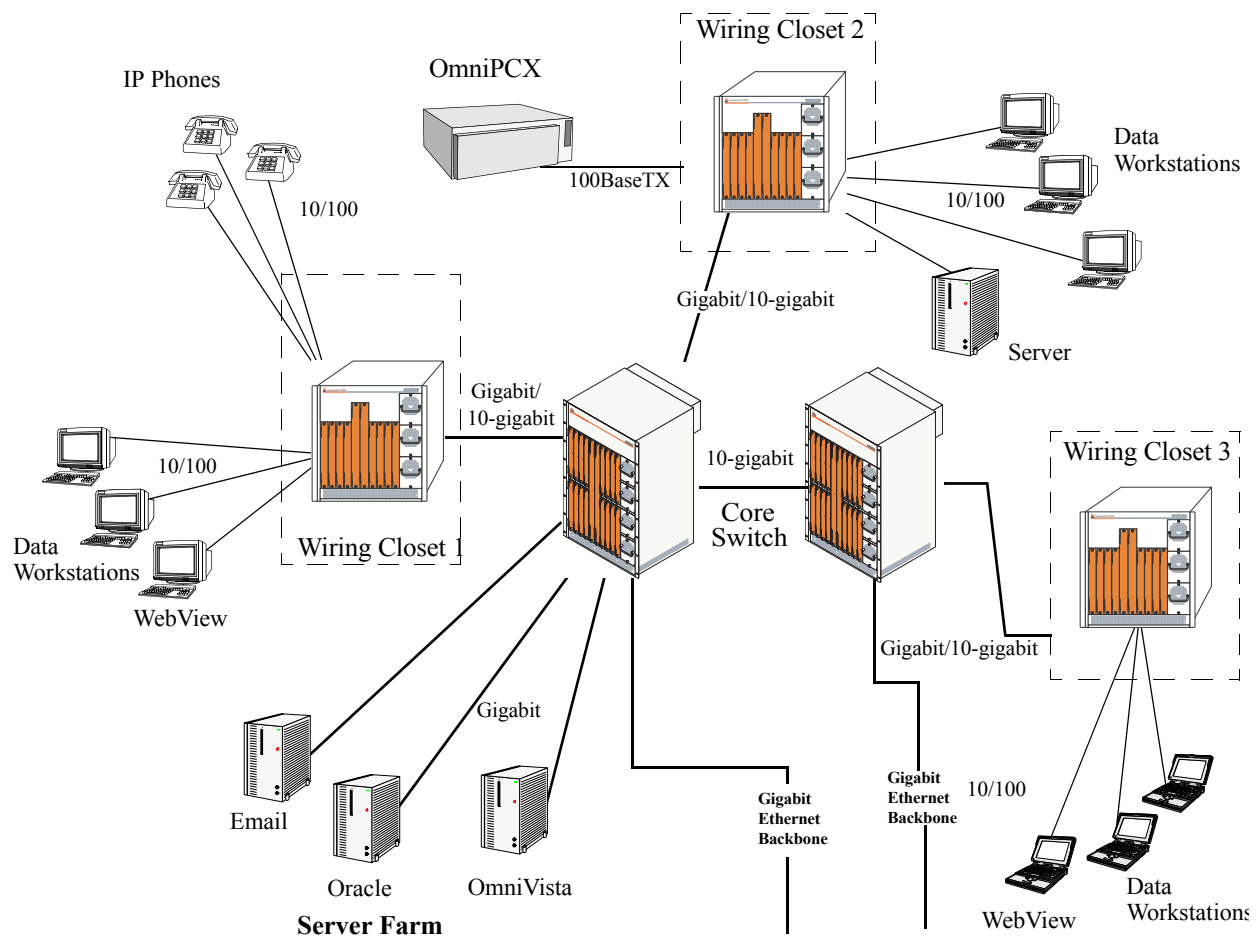 Wiring Closet 2
OmniPCX
IP Phones
Data
Workstations
100BaseTX
10/100
10/100
Gigabit/10-gigabit
Server
Gigabit/
10-gigabit
Wiring Closet 3
10/100
10-gigabit
Core
Switch
Wiring Closet 1
Data
Workstations
WebView
Gigabit/10-gigabit
Gigabit
Gigabit
Ethernet
Backbone
Gigabit
Ethernet
Backbone
10/100
Email
Oracle
OmniVista
Server Farm
WebView
Data
Workstations